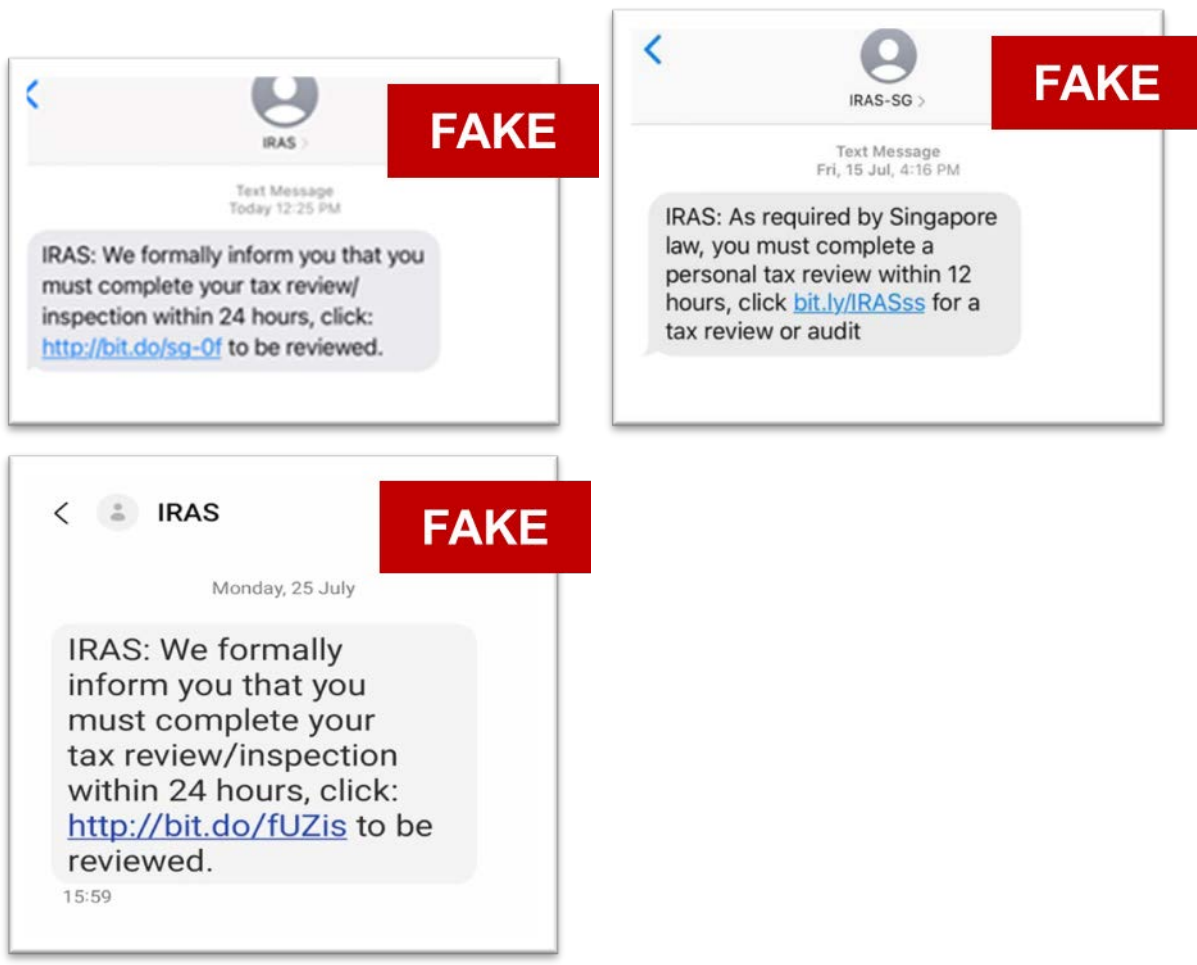 FAKE
IRAS >
Text Message
Today 12:25 PM
IRAS: We formally inform you that you
must complete your tax review/
inspection within 24 hours, click:
http://bit.do/sg-0f to be reviewed.
FAKE
IRAS-SG >
Text Message
Fri, 15 Jul, 4:16 PM
IRAS: As required by Singapore
law, you must complete a
personal tax review within 12
hours, click bit.ly/IRASss for a
tax review or audit
FAKE
IRAS
Monday, 25 July
IRAS: We formally
inform you that you
must complete your
tax review/inspection
within 24 hours, click:
http://bit.do/fUZis to be
reviewed.
15:59